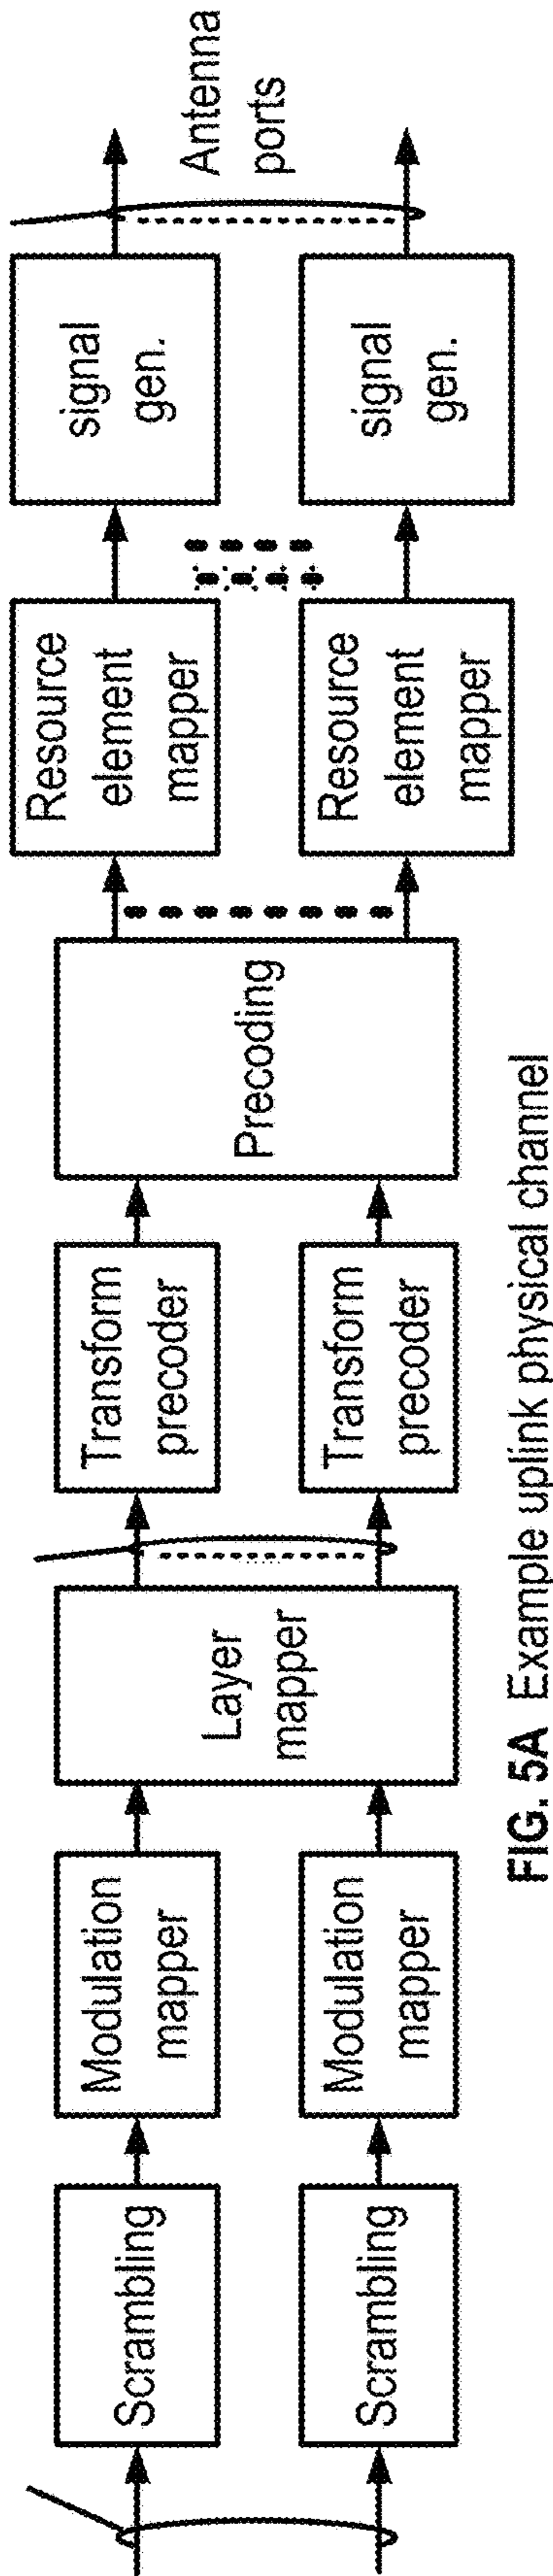 Scrambling
Scrambling
Modulation
mapper
Modulation
mapper
Layer
mapper
Transform
precoder
Transform
precoder
Precoding
Resource
element
mapper
Resource
element
mapper
signal
gen.
signal
gen.
Antenna
ports
FIG. 5A Example uplink physical channel